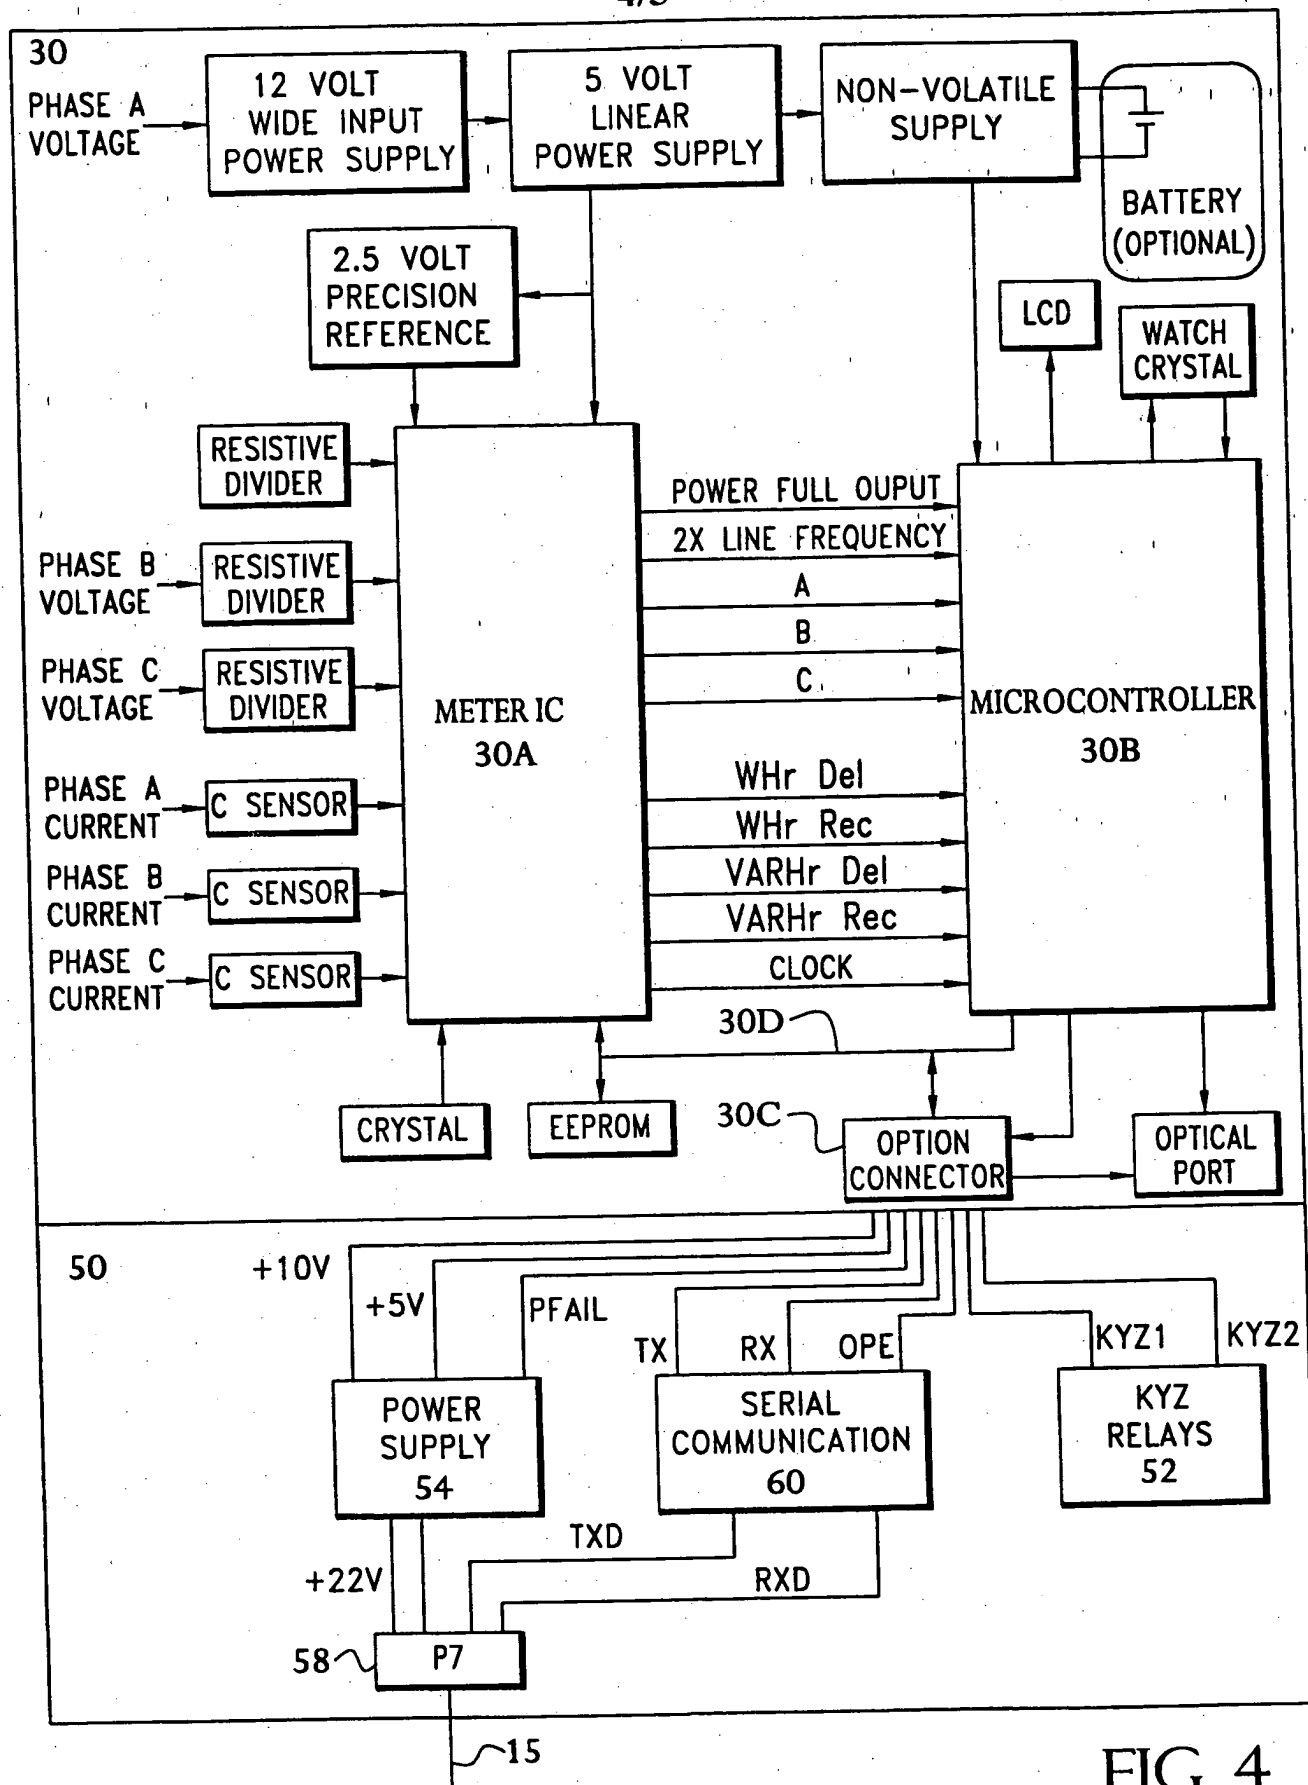 30
PHASE A
VOLTAGE
12 VOLT
WIDE INPUT
POWER SUPPLY
5 VOLT
LINEAR
POWER SUPPLY
NON-VOLATILE
SUPPLY
BATTERY
(OPTIONAL)
2.5 VOLT
PRECISION
REFERENCE
LCD
WATCH
CRYSTAL
RESISTIVE
DIVIDER
PHASE B
VOLTAGE
RESISTIVE
DIVIDER
PHASE C
VOLTAGE
RESISTIVE
DIVIDER
PHASE A
CURRENT
C SENSOR
PHASE B
CURRENT
C SENSOR
PHASE C
CURRENT
C SENSOR
METER IC
30A
POWER FULL OUPUT
2X LINE FREQUENCY
A
B
C
WHr Del
WHr Rec
VARHr Del
VARHr Rec
CLOCK
MICROCONTROLLER
30B
30D
CRYSTAL
EEPROM
30C
OPTION
CONNECTOR
OPTICAL
PORT
50
+10V
+5V
PFAIL
TX
RX
OPE
KYZ1
KYZ2
POWER
SUPPLY
54
SERIAL
COMMUNICATION
60
KYZ
RELAYS
52
TXD
+22V
RXD
58
P7
15
FIG. 4